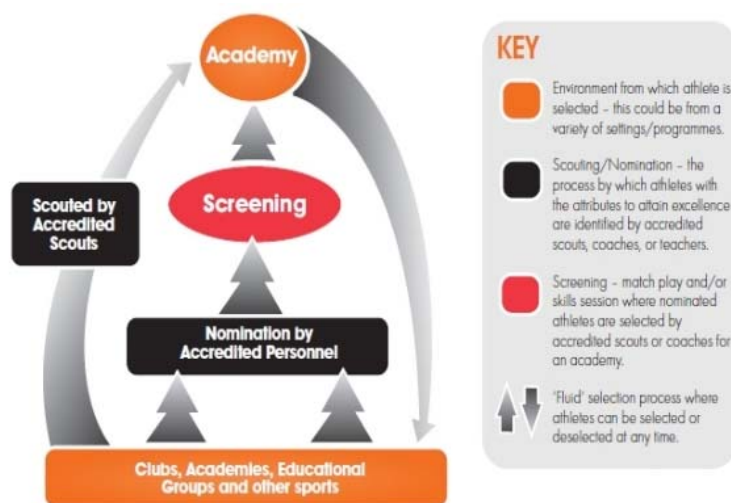 Academy
Scouted by
Accredited
Scouts
Screening
Nomination by
Accredited Personnel
Clubs, Academies, Educational
Groups and other sports
KEY
Environment from which athlete is
selected – this could be from a
variety of settings/programmes.
Scouting/Nomination – the
process by which athletes with
the attributes to attain excellence
are identified by accredited
scouts, coaches, or teachers.
Screening – match play and/or
skills session where nominated
athletes are selected by
accredited scouts or coaches for
an academy.
'Fluid' selection process where
athletes can be selected or
deselected at any time.